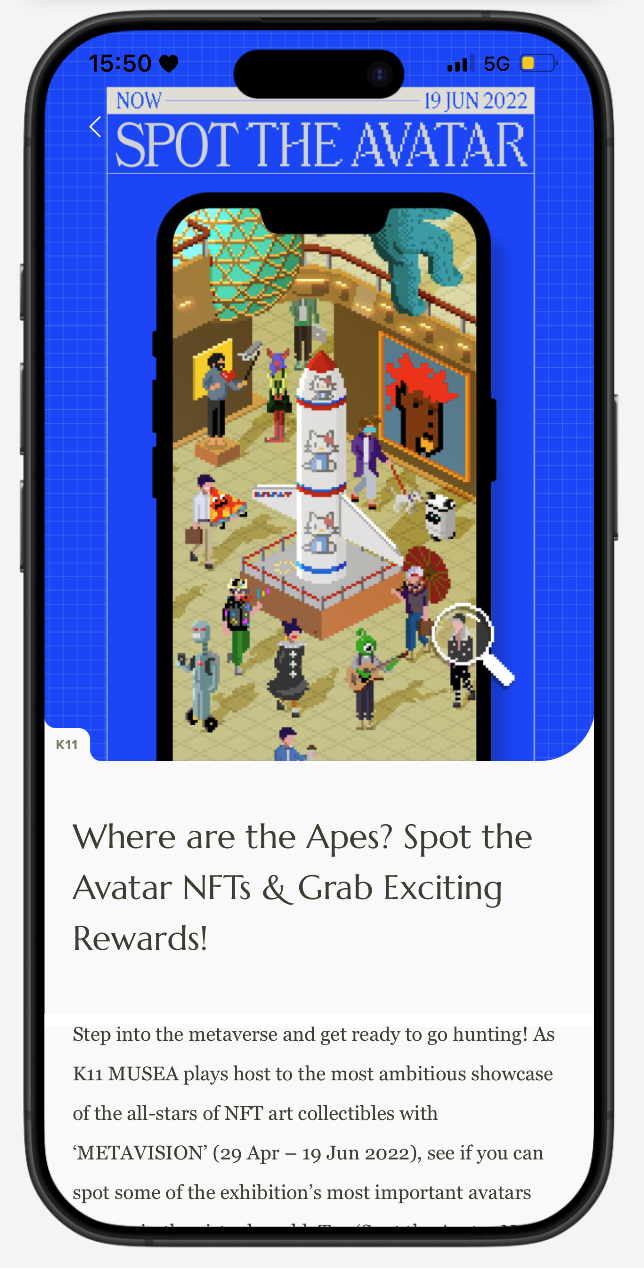 15:50
5G
NOW
19 JUN 2022
SPOT THE AVATAR
K11
Where are the Apes? Spot the
Avatar NFTs & Grab Exciting
Rewards!
Step into the metaverse and get ready to go hunting! As
K11 MUSEA plays host to the most ambitious showcase
of the all-stars of NFT art collectibles with
‘METAVISION’ (29 Apr – 19 Jun 2022), see if you can
spot some of the exhibition’s most important avatars